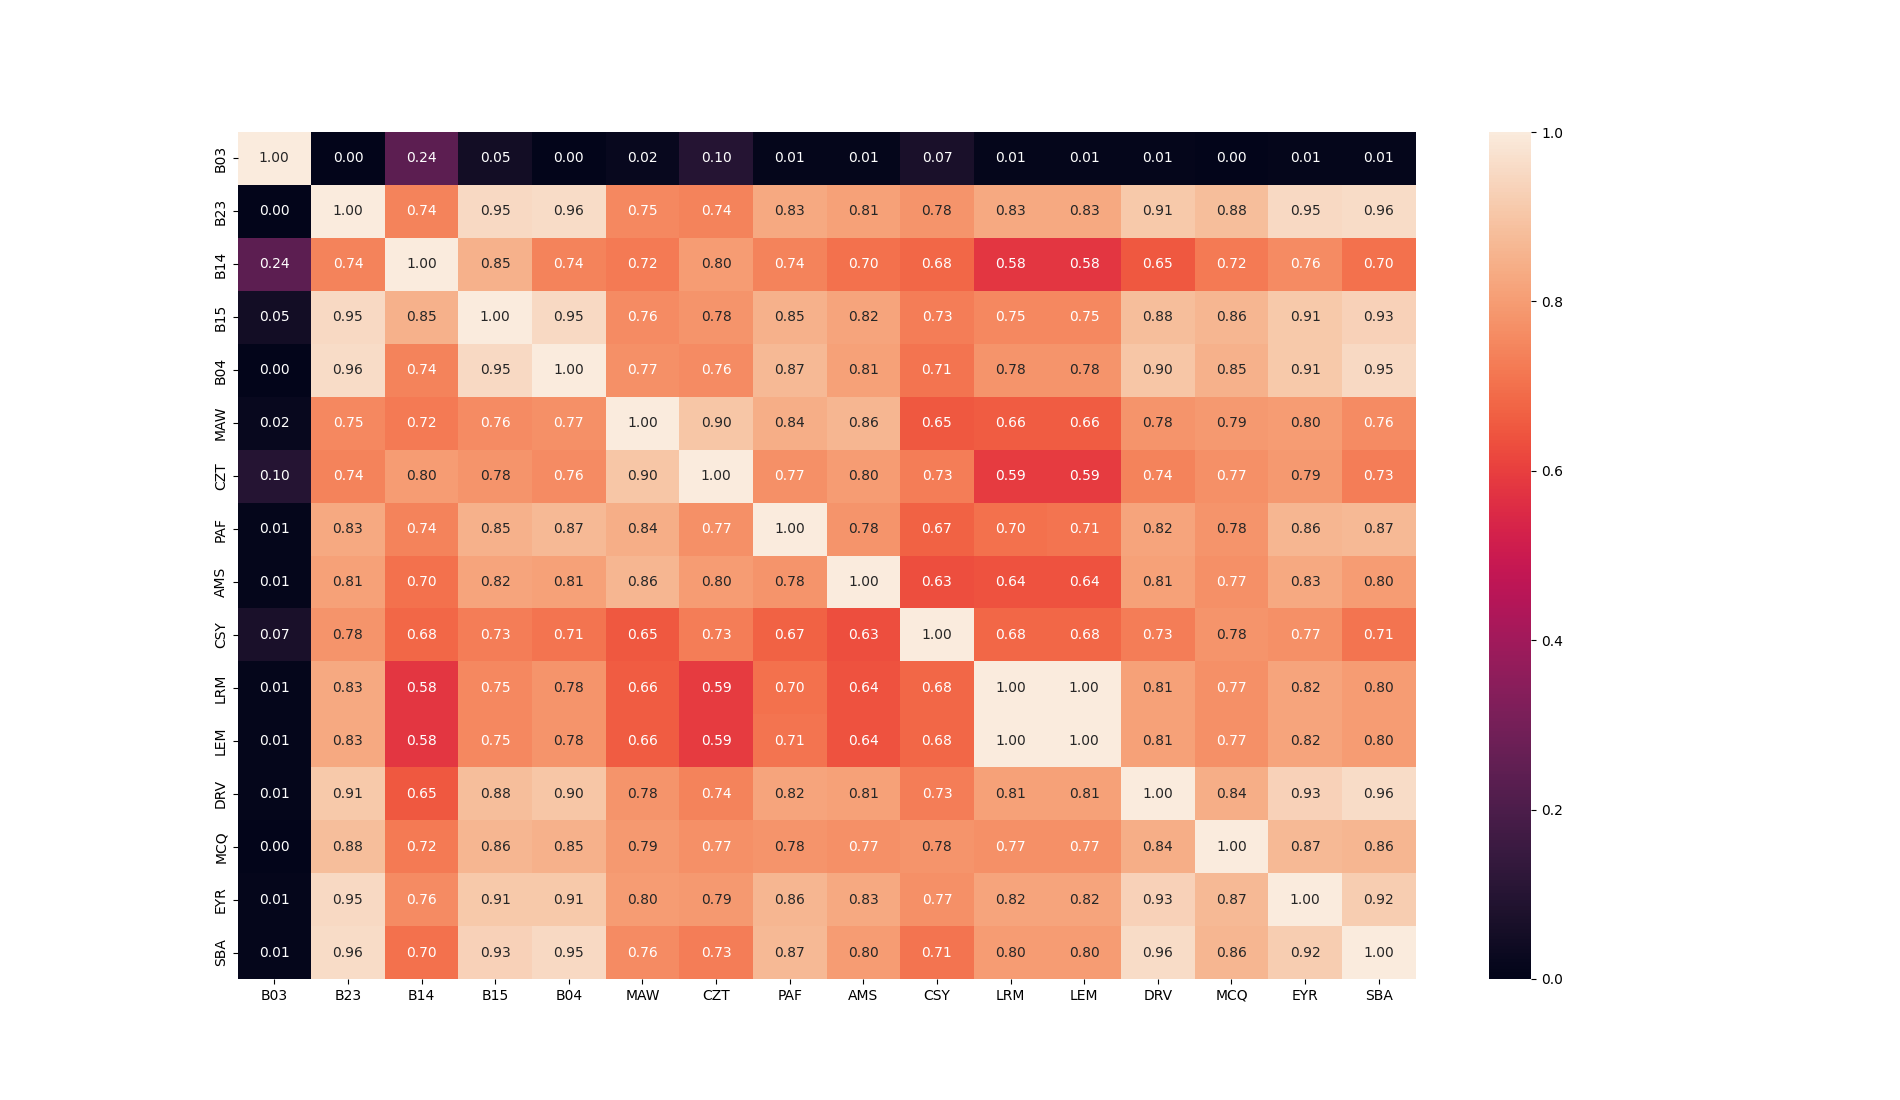 B03 1.00 0.00 0.24 0.05 0.00 0.02 0.10 0.01 0.01 0.07 0.01 0.01 0.01 0.00 0.01 0.01
B23 0.00 1.00 0.74 0.95 0.96 0.75 0.74 0.83 0.81 0.78 0.83 0.83 0.91 0.88 0.95 0.96
B14 0.24 0.74 1.00 0.85 0.74 0.72 0.80 0.74 0.70 0.68 0.58 0.58 0.65 0.72 0.76 0.70
B15 0.05 0.95 0.85 1.00 0.95 0.76 0.78 0.85 0.82 0.73 0.75 0.75 0.88 0.86 0.91 0.93
B04 0.00 0.96 0.74 0.95 1.00 0.77 0.76 0.87 0.81 0.71 0.78 0.78 0.90 0.85 0.91 0.95
MAW 0.02 0.75 0.72 0.76 0.77 1.00 0.90 0.84 0.86 0.65 0.66 0.66 0.78 0.79 0.80 0.76
CZT 0.10 0.74 0.80 0.78 0.76 0.90 1.00 0.77 0.80 0.73 0.59 0.59 0.74 0.77 0.79 0.73
PAF 0.01 0.83 0.74 0.85 0.87 0.84 0.77 1.00 0.78 0.67 0.70 0.71 0.82 0.78 0.86 0.87
AMS 0.01 0.81 0.70 0.82 0.81 0.86 0.80 0.78 1.00 0.63 0.64 0.64 0.81 0.77 0.83 0.80
CSY 0.07 0.78 0.68 0.73 0.71 0.65 0.73 0.67 0.63 1.00 0.68 0.68 0.73 0.78 0.77 0.71
LRM 0.01 0.83 0.58 0.75 0.78 0.66 0.59 0.70 0.64 0.68 1.00 1.00 0.81 0.77 0.82 0.80
LEM 0.01 0.83 0.58 0.75 0.78 0.66 0.59 0.71 0.64 0.68 1.00 1.00 0.81 0.77 0.82 0.80
DRV 0.01 0.91 0.65 0.88 0.90 0.78 0.74 0.82 0.81 0.73 0.81 0.81 1.00 0.84 0.93 0.96
MCQ 0.00 0.88 0.72 0.86 0.85 0.79 0.77 0.78 0.77 0.78 0.77 0.77 0.84 1.00 0.87 0.86
EYR 0.01 0.95 0.76 0.91 0.91 0.80 0.79 0.86 0.83 0.77 0.82 0.82 0.93 0.87 1.00 0.92
SBA 0.01 0.96 0.70 0.93 0.95 0.76 0.73 0.87 0.80 0.71 0.80 0.80 0.96 0.86 0.92 1.00
B03 B23 B14 B15 B04 MAW CZT PAF AMS CSY LRM LEM DRV MCQ EYR SBA
1.0
0.8
0.6
0.4
0.2
0.0